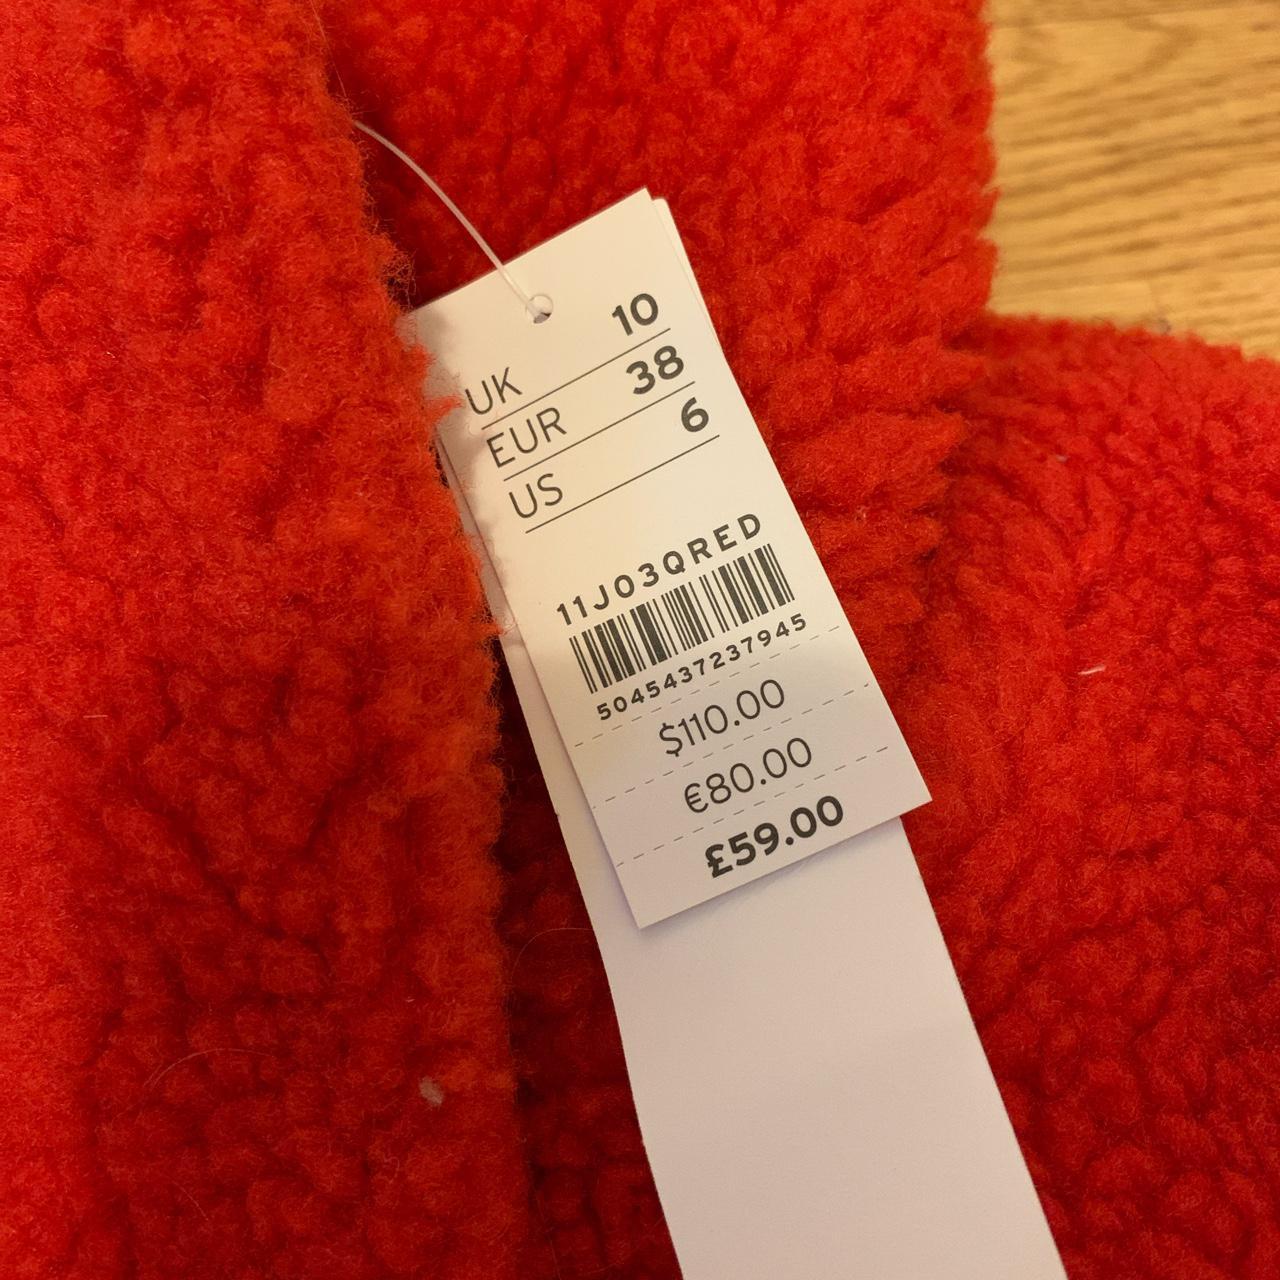 UK 10
EUR 38
US 6
11J03QRED
5045437237945
$110.00
€80.00
£59.00